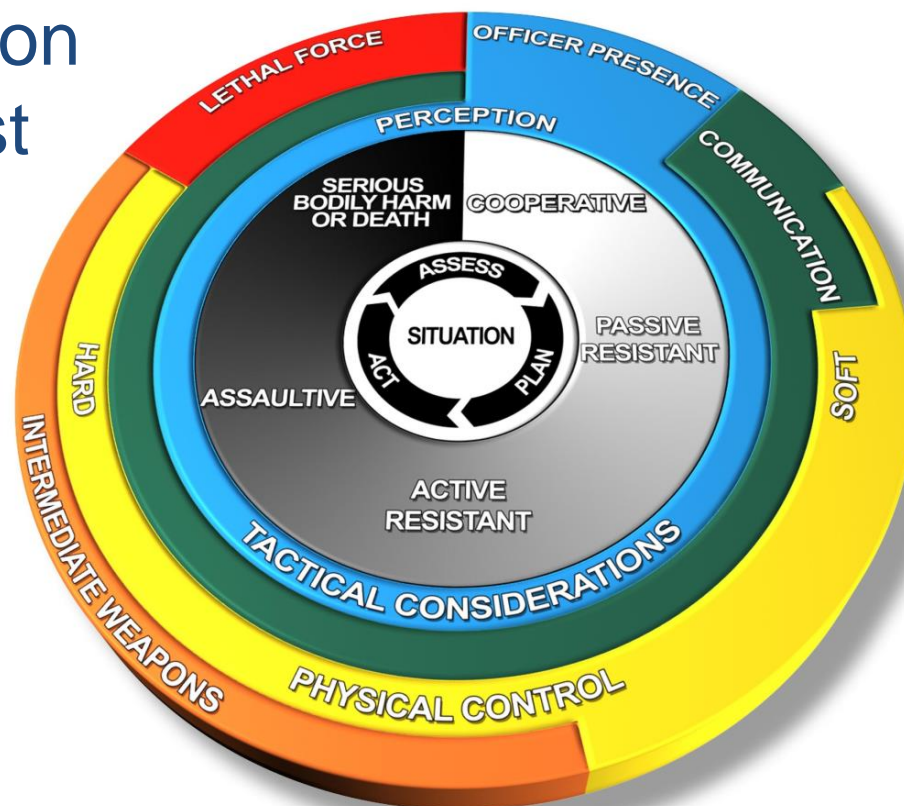 on
st
LETHAL FORCE
OFFICER PRESENCE
PERCEPTION
COMMUNICATION
SERIOUS
BODILY HARM
OR DEATH
COOPERATIVE
ASSESS
SITUATION
PLAN
ACT
PASSIVE
RESISTANT
HARD
SOFT
ASSAULTIVE
ACTIVE
RESISTANT
TACTICAL CONSIDERATIONS
INTERMEDIATE WEAPONS
PHYSICAL CONTROL